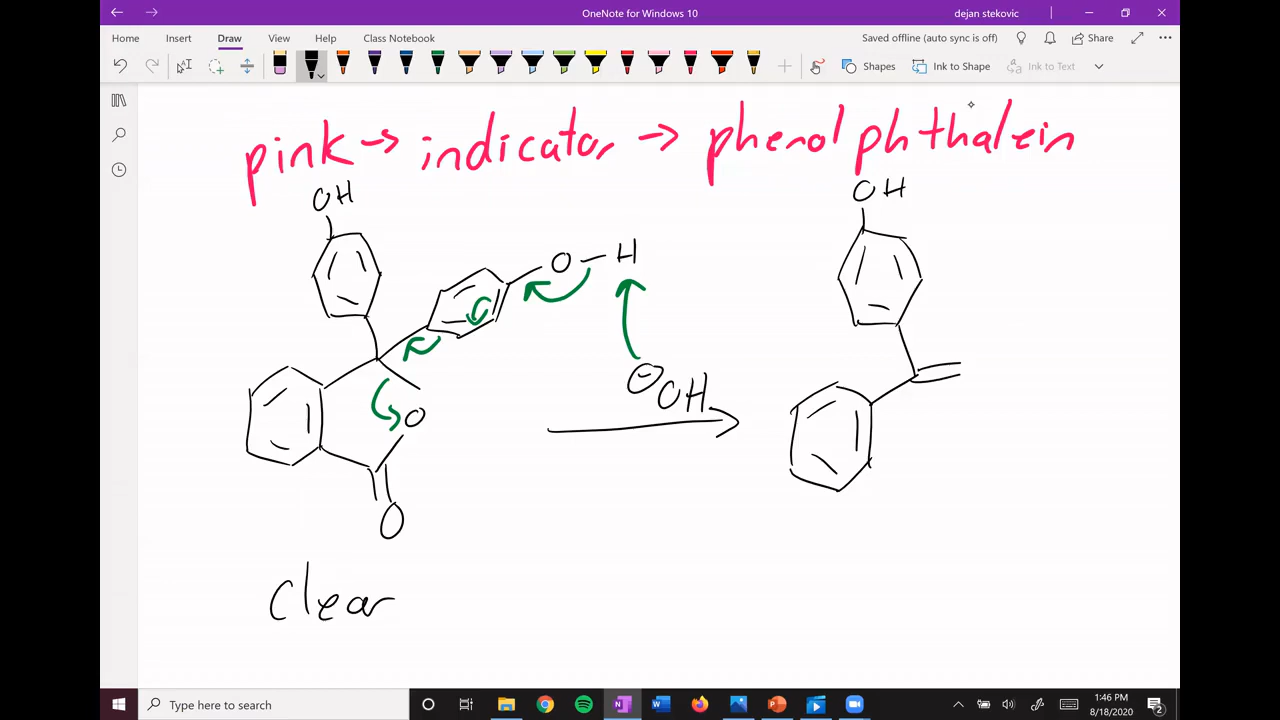 OneNote for Windows 10
dejan stekovic
Home Insert Draw View Help Class Notebook
Saved offline (auto sync is off)
Share
Shapes
Ink to Shape
Ink to Text
pink → indicator → phenolphthalein
OH
OH
O – H
⊖OH
O
O
clear
Type here to search
1:46 PM
8/18/2020
2